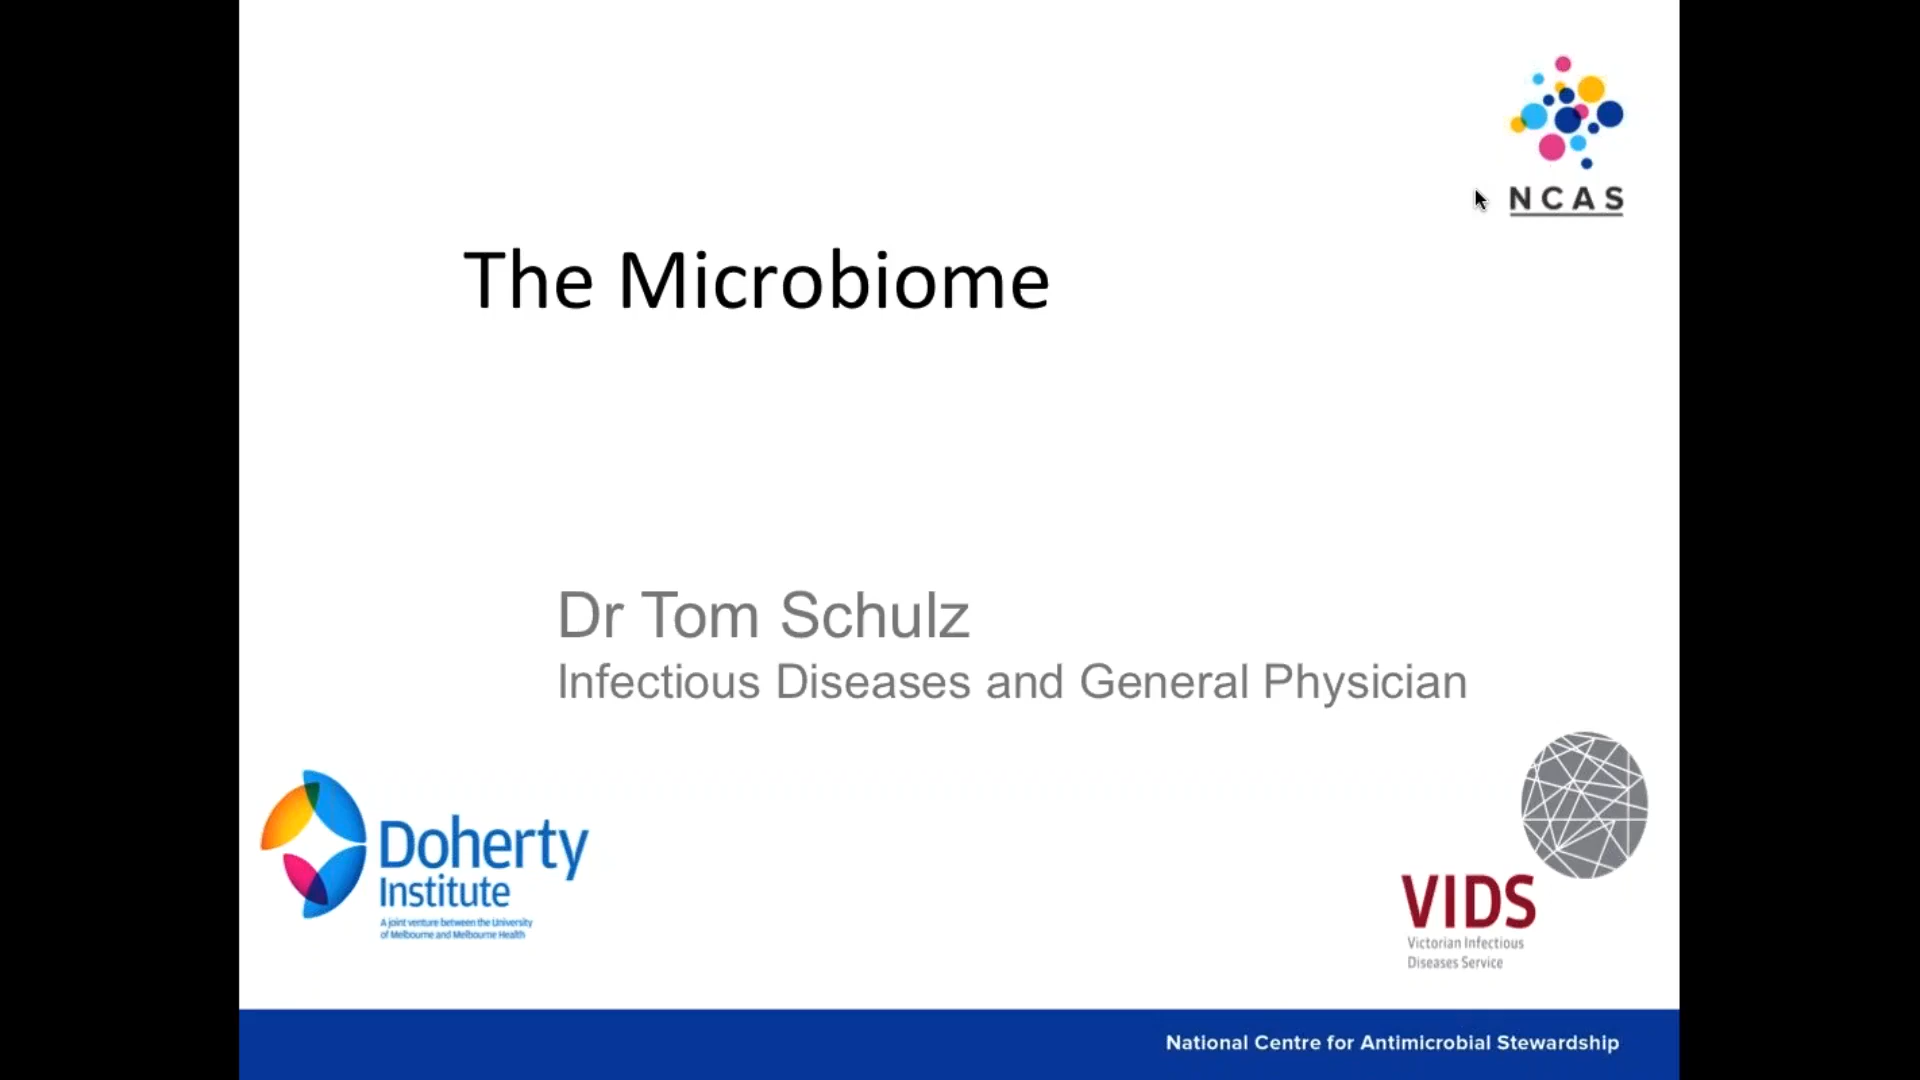 NCAS
The Microbiome
Dr Tom Schulz
Infectious Diseases and General Physician
Doherty
Institute
A joint venture between the University
of Melbourne and Melbourne Health
VIDS
Victorian Infectious
Diseases Service
National Centre for Antimicrobial Stewardship